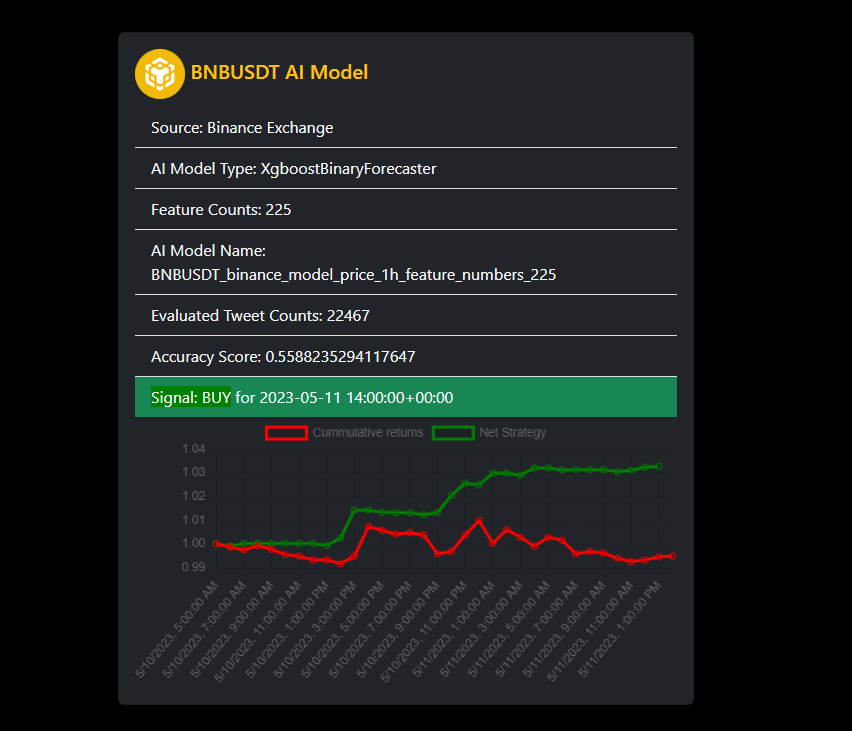 BNBUSDT AI Model
Source: Binance Exchange
AI Model Type: XgboostBinaryForecaster
Feature Counts: 225
AI Model Name:
BNBUSDT_binance_model_price_1h_feature_numbers_225
Evaluated Tweet Counts: 22467
Accuracy Score: 0.5588235294117647
Signal: BUY for 2023-05-11 14:00:00+00:00
Cummulative returns Net Strategy
1.04
1.03
1.02
1.01
1.00
0.99
5/10/2023, 5:00:00 AM
5/10/2023, 7:00:00 AM
5/10/2023, 9:00:00 AM
5/10/2023, 11:00:00 AM
5/10/2023, 1:00:00 PM
5/10/2023, 3:00:00 PM
5/10/2023, 5:00:00 PM
5/10/2023, 7:00:00 PM
5/10/2023, 9:00:00 PM
5/10/2023, 11:00:00 PM
5/11/2023, 1:00:00 AM
5/11/2023, 3:00:00 AM
5/11/2023, 5:00:00 AM
5/11/2023, 7:00:00 AM
5/11/2023, 9:00:00 AM
5/11/2023, 11:00:00 AM
5/11/2023, 1:00:00 PM